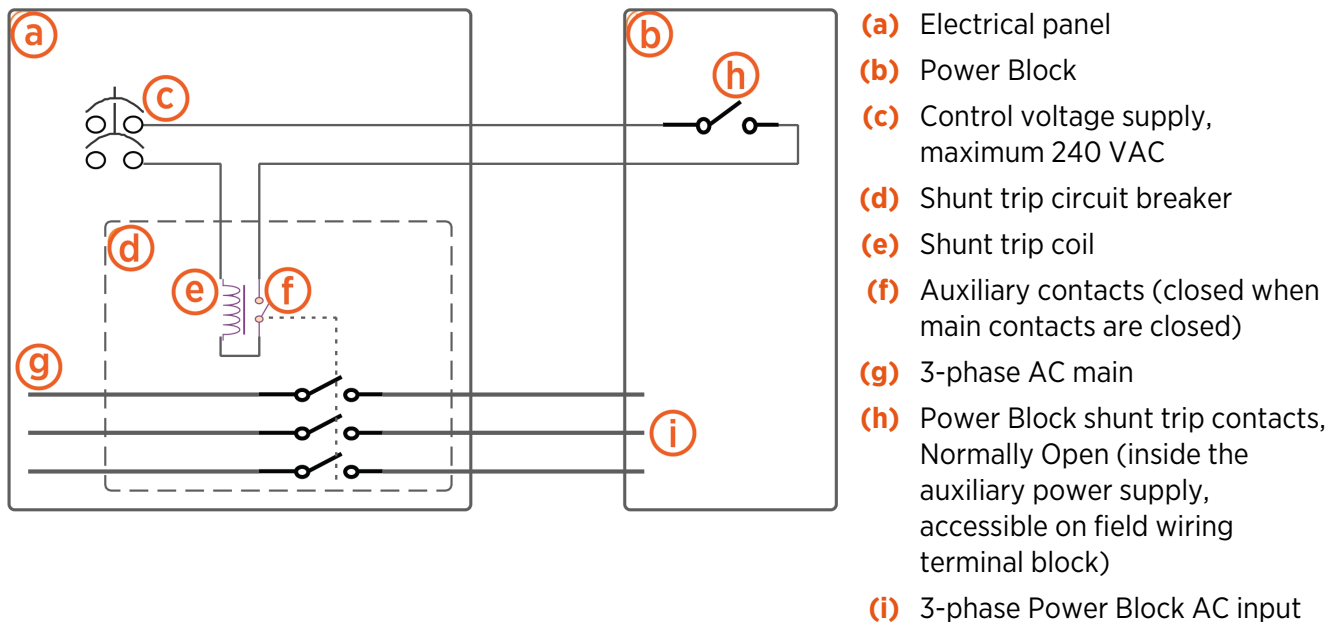 a
b
c
h
d
e
f
g
i
(a) Electrical panel
(b) Power Block
(c) Control voltage supply,
maximum 240 VAC
(d) Shunt trip circuit breaker
(e) Shunt trip coil
(f) Auxiliary contacts (closed when
main contacts are closed)
(g) 3-phase AC main
(h) Power Block shunt trip contacts,
Normally Open (inside the
auxiliary power supply,
accessible on field wiring
terminal block)
(i) 3-phase Power Block AC input